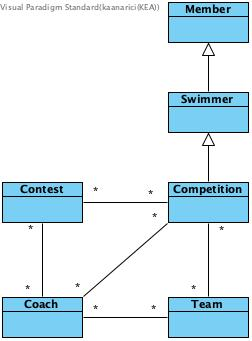 Visual Paradigm Standard(kaanarici(KEA))
Member
Swimmer
Contest
*
*
Competition
*
*
*
*
*
Coach
*
*
*
Team